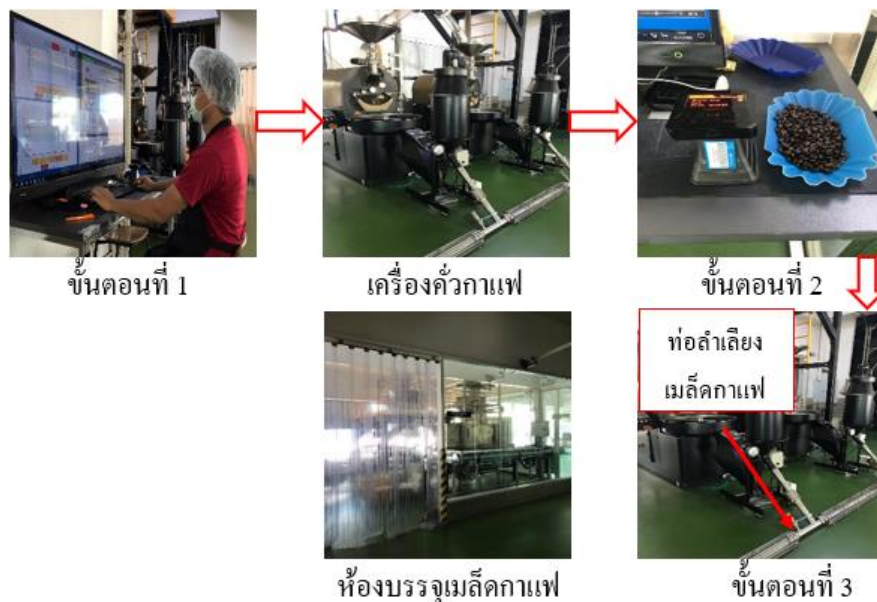 ขั้นตอนที่ 1
เครื่องคั่วกาแฟ
ขั้นตอนที่ 2
ท่อลำเลียง
เมล็ดกาแฟ
ห้องบรรจุเมล็ดกาแฟ
ขั้นตอนที่ 3